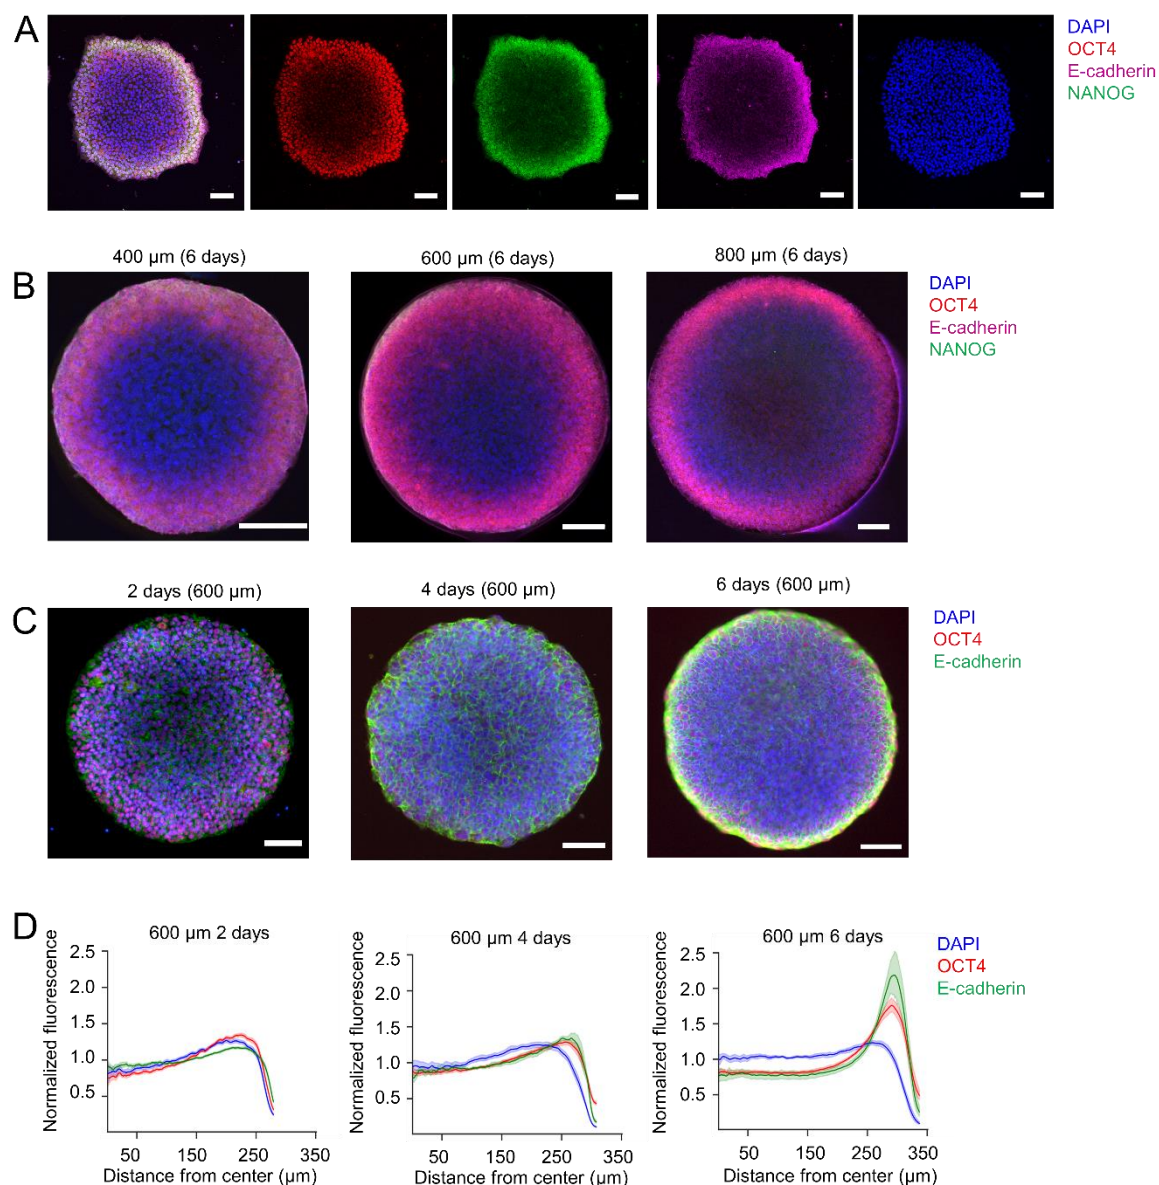 A
DAPI
OCT4
E-cadherin
NANOG
B
400 µm (6 days)
600 µm (6 days)
800 µm (6 days)
DAPI
OCT4
E-cadherin
NANOG
C
2 days (600 µm)
4 days (600 µm)
6 days (600 µm)
DAPI
OCT4
E-cadherin
D
600 µm 2 days
Normalized fluorescence
2.5
2.0
1.5
1.0
0.5
50
150
250
350
Distance from center (µm)
600 µm 4 days
Normalized fluorescence
2.5
2.0
1.5
1.0
0.5
50
150
250
350
Distance from center (µm)
600 µm 6 days
Normalized fluorescence
2.5
2.0
1.5
1.0
0.5
50
150
250
350
Distance from center (µm)
DAPI
OCT4
E-cadherin